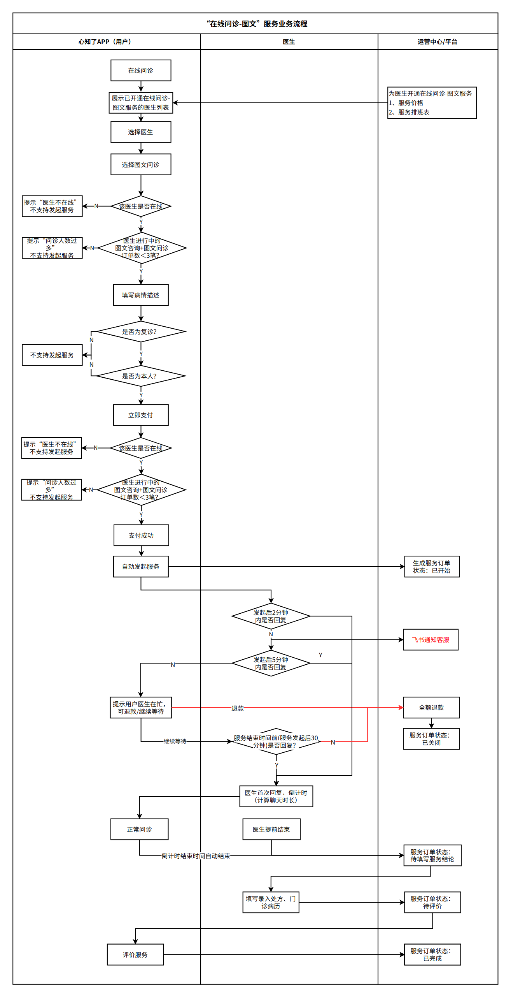 “在线问诊-图文”服务业务流程
心知了APP（用户）
医生
运营中心/平台
在线问诊
展示已开通在线问诊-
图文服务的医生列表
为医生开通在线问诊-图文服务
1、服务价格
2、服务排班表
选择医生
选择图文问诊
该医生是否在线
N
提示“医生不在线”
不支持发起服务
Y
医生进行中的
图文咨询+图文问诊
订单数＜3笔？
N
提示“问诊人数过
多”
不支持发起服务
Y
填写病情描述
是否为复诊？
N
不支持发起服务
Y
N
是否为本人？
Y
立即支付
该医生是否在线
N
提示“医生不在线”
不支持发起服务
Y
医生进行中的
图文咨询+图文问诊
订单数＜3笔？
N
提示“问诊人数过
多”
不支持发起服务
Y
支付成功
自动发起服务
生成服务订单
状态：已开始
发起后2分钟
内是否回复
N
飞书通知客服
发起后5分钟
内是否回复
Y
N
提示用户医生在忙，
可退款/继续等待
退款
全额退款
服务订单状态：
已关闭
继续等待
服务结束时间前(服务发起后30
分钟)是否回复？
N
Y
医生首次回复，倒计时
（计算聊天时长）
正常问诊
医生提前结束
倒计时结束时间自动结束
服务订单状态：
待填写服务结论
填写录入处方、门
诊病历
服务订单状态：
待评价
评价服务
服务订单状态：
已完成